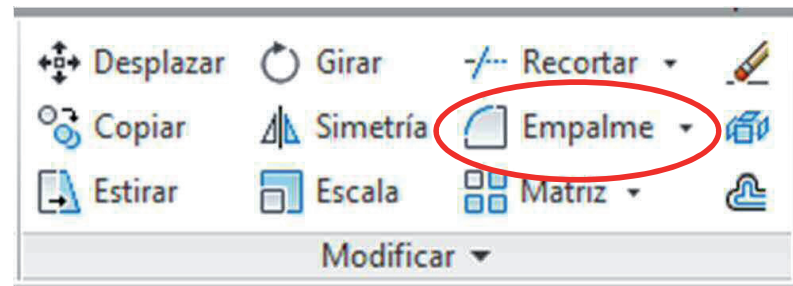 Desplazar Girar Recortar
Copiar Simetría Empalme
Estirar Escala Matriz
Modificar